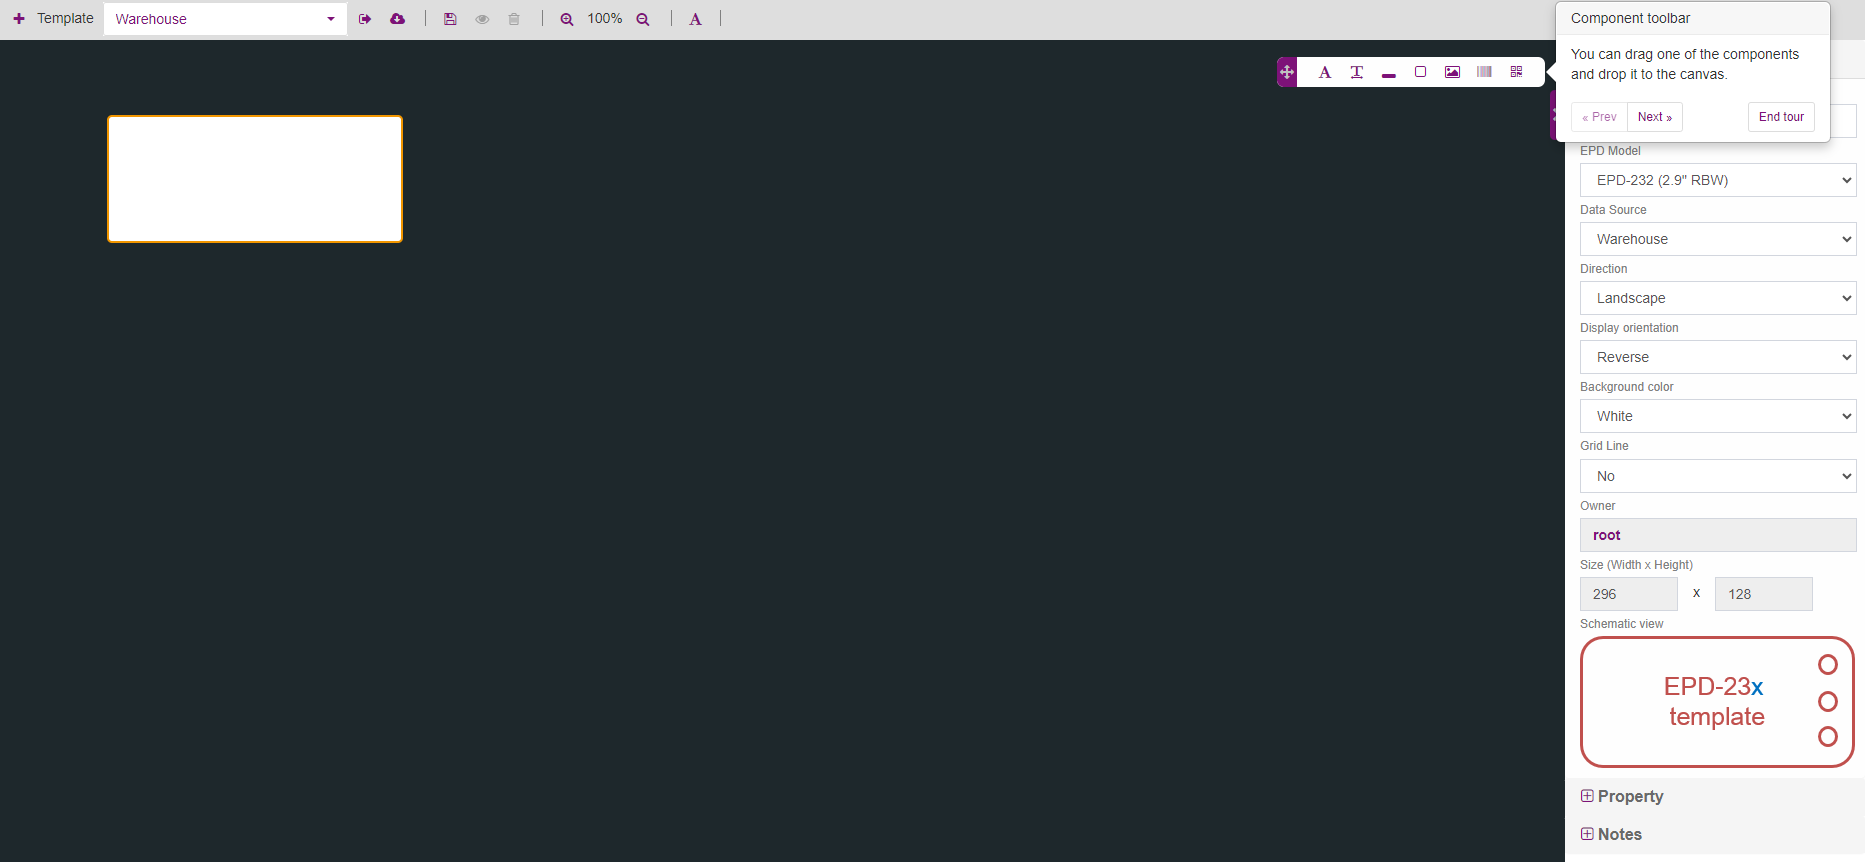 Template
Warehouse
100%
A
Component toolbar
You can drag one of the components
and drop it to the canvas.
« Prev
Next »
End tour
A
T
EPD Model
EPD-232 (2.9" RBW)
Data Source
Warehouse
Direction
Landscape
Display orientation
Reverse
Background color
White
Grid Line
No
Owner
root
Size (Width x Height)
296 x 128
Schematic view
EPD-23x
template
Property
Notes